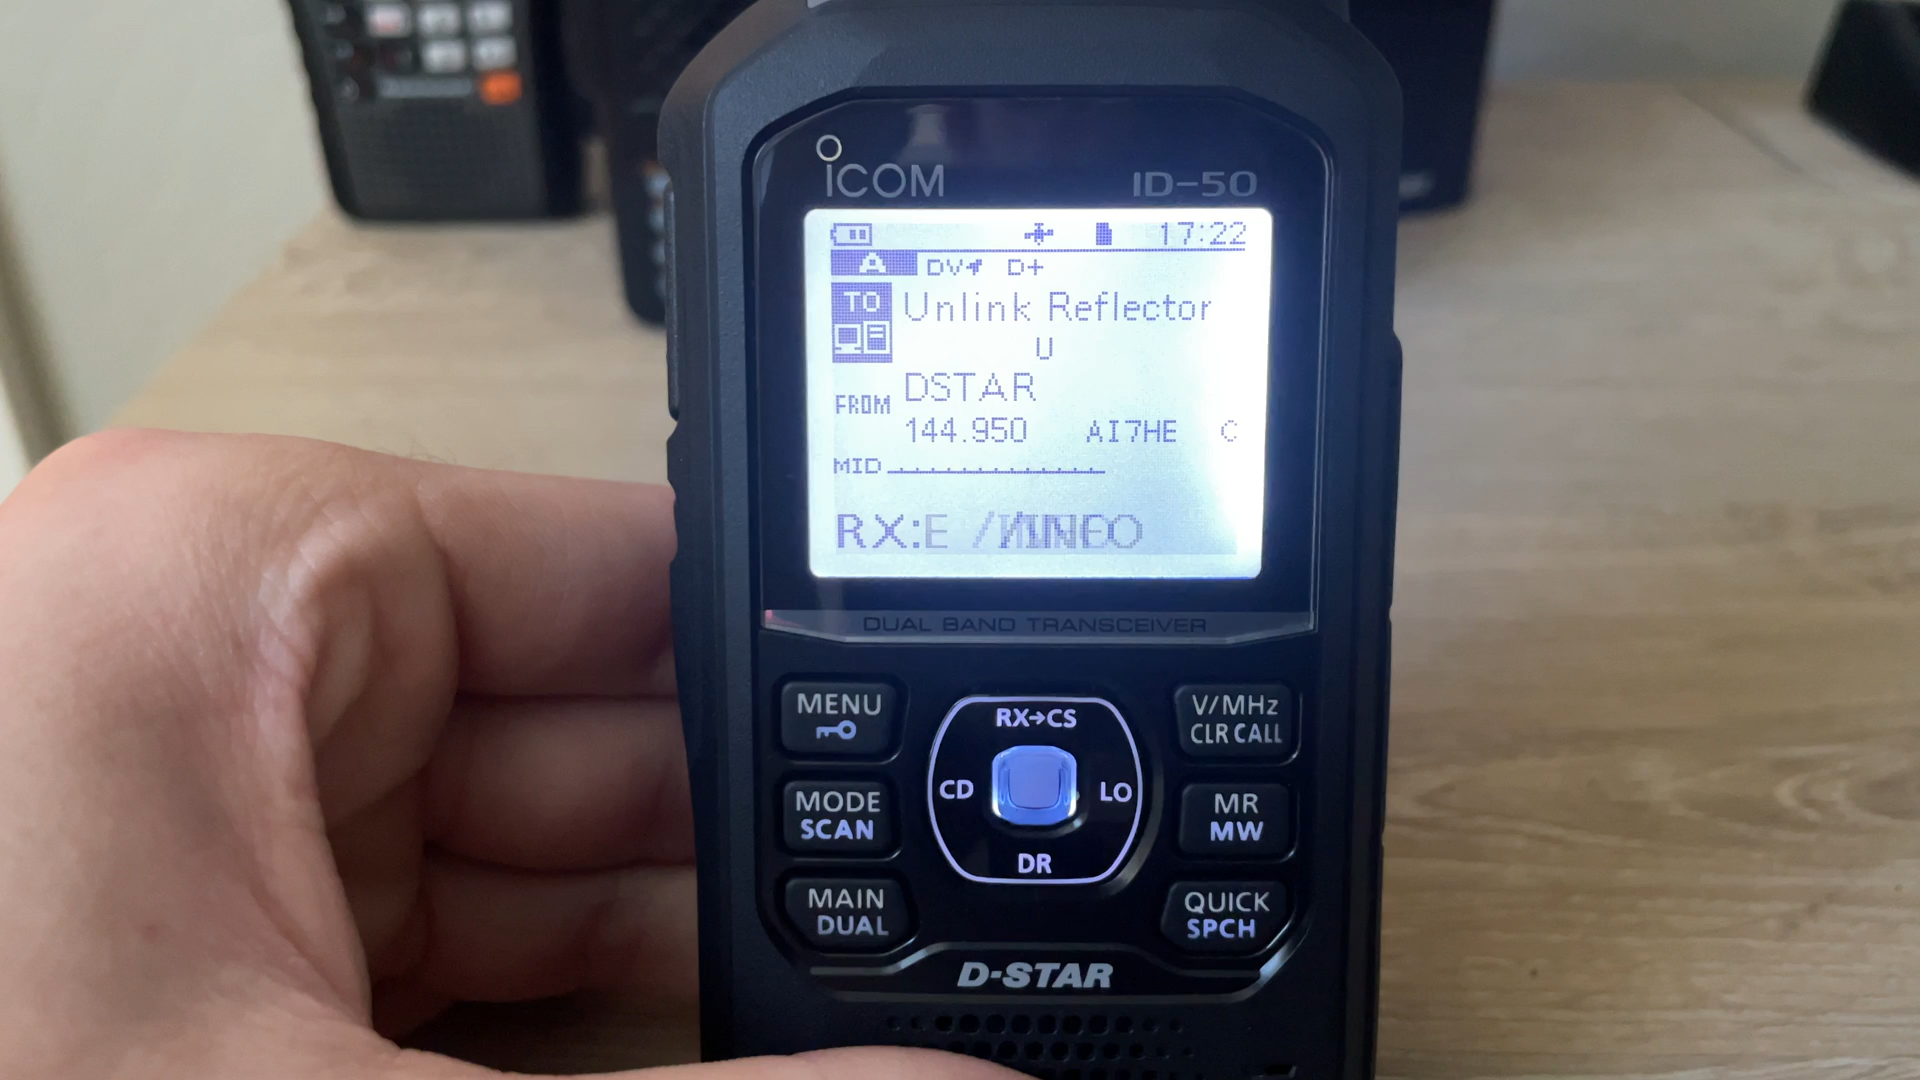 ICOM ID-50
17:22
A DV D+
TO Unlink Reflector
U
FROM DSTAR
144.950 AI7HE C
MID
RX:
DUAL BAND TRANSCEIVER
MENU
RX→CS
V/MHz
CLR CALL
CD
LO
MODE
SCAN
MR
MW
DR
MAIN
DUAL
QUICK
SPCH
D-STAR